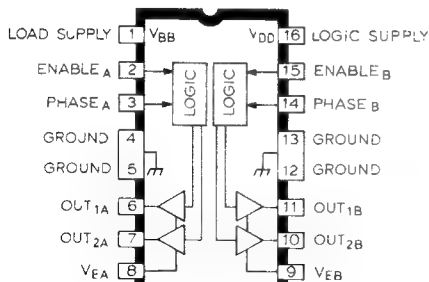 LOAD SUPPLY 1 VBB VDD 16 LOGIC SUPPLY
ENABLEA 2 15 ENABLEB
PHASEA 3 LOGIC LOGIC 14 PHASEB
GROUND 4 13 GROUND
GROUND 5 12 GROUND
OUT1A 6 11 OUT1B
OUT2A 7 10 OUT2B
VEA 8 9 VEB